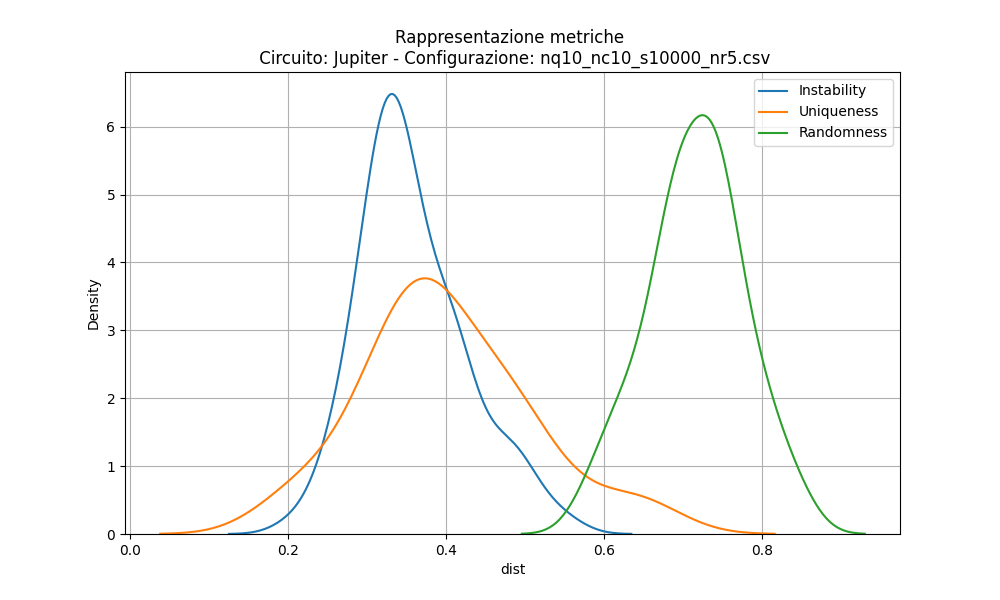 Rappresentazione metriche
Circuito: Jupiter - Configurazione: nq10_nc10_s10000_nr5.csv
Instability
Uniqueness
Randomness
6
5
4
3
2
1
0
Density
0.0 0.2 0.4 0.6 0.8
dist